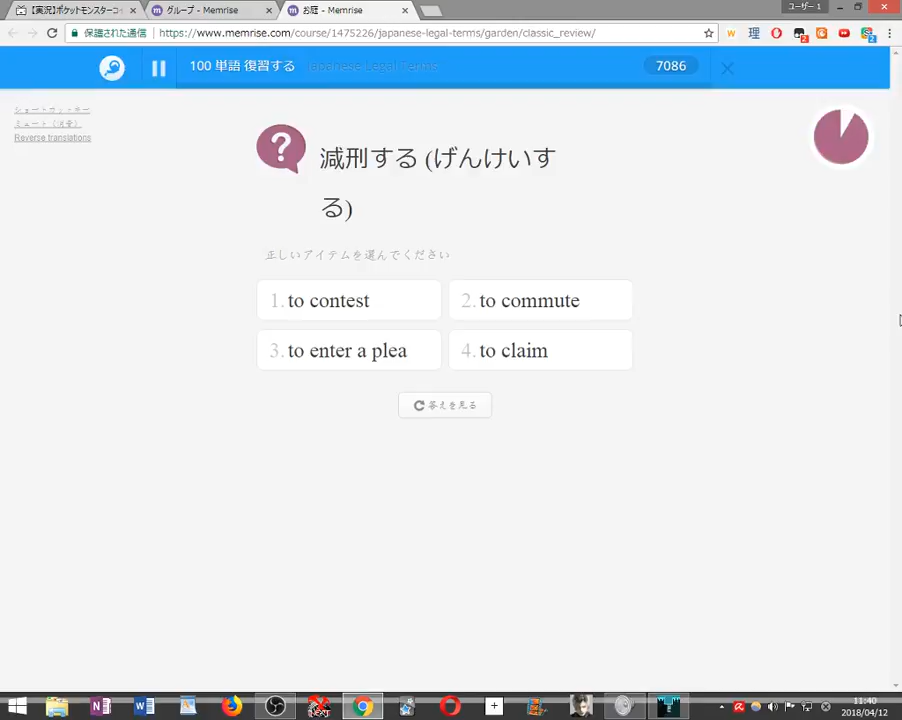 【実況】ポケットモンスターコ
グループ - Memrise
お庭 - Memrise
ユーザー 1
保護された通信
https://www.memrise.com/course/1475226/japanese-legal-terms/garden/classic_review/
100 単語 復習する
Japanese Legal Terms
7086
ショートカットキー
ミュート (消音)
Reverse translations
減刑する (げんけいす
る)
正しいアイテムを選んでください
1. to contest
2. to commute
3. to enter a plea
4. to claim
答えを見る
11:40
2018/04/12